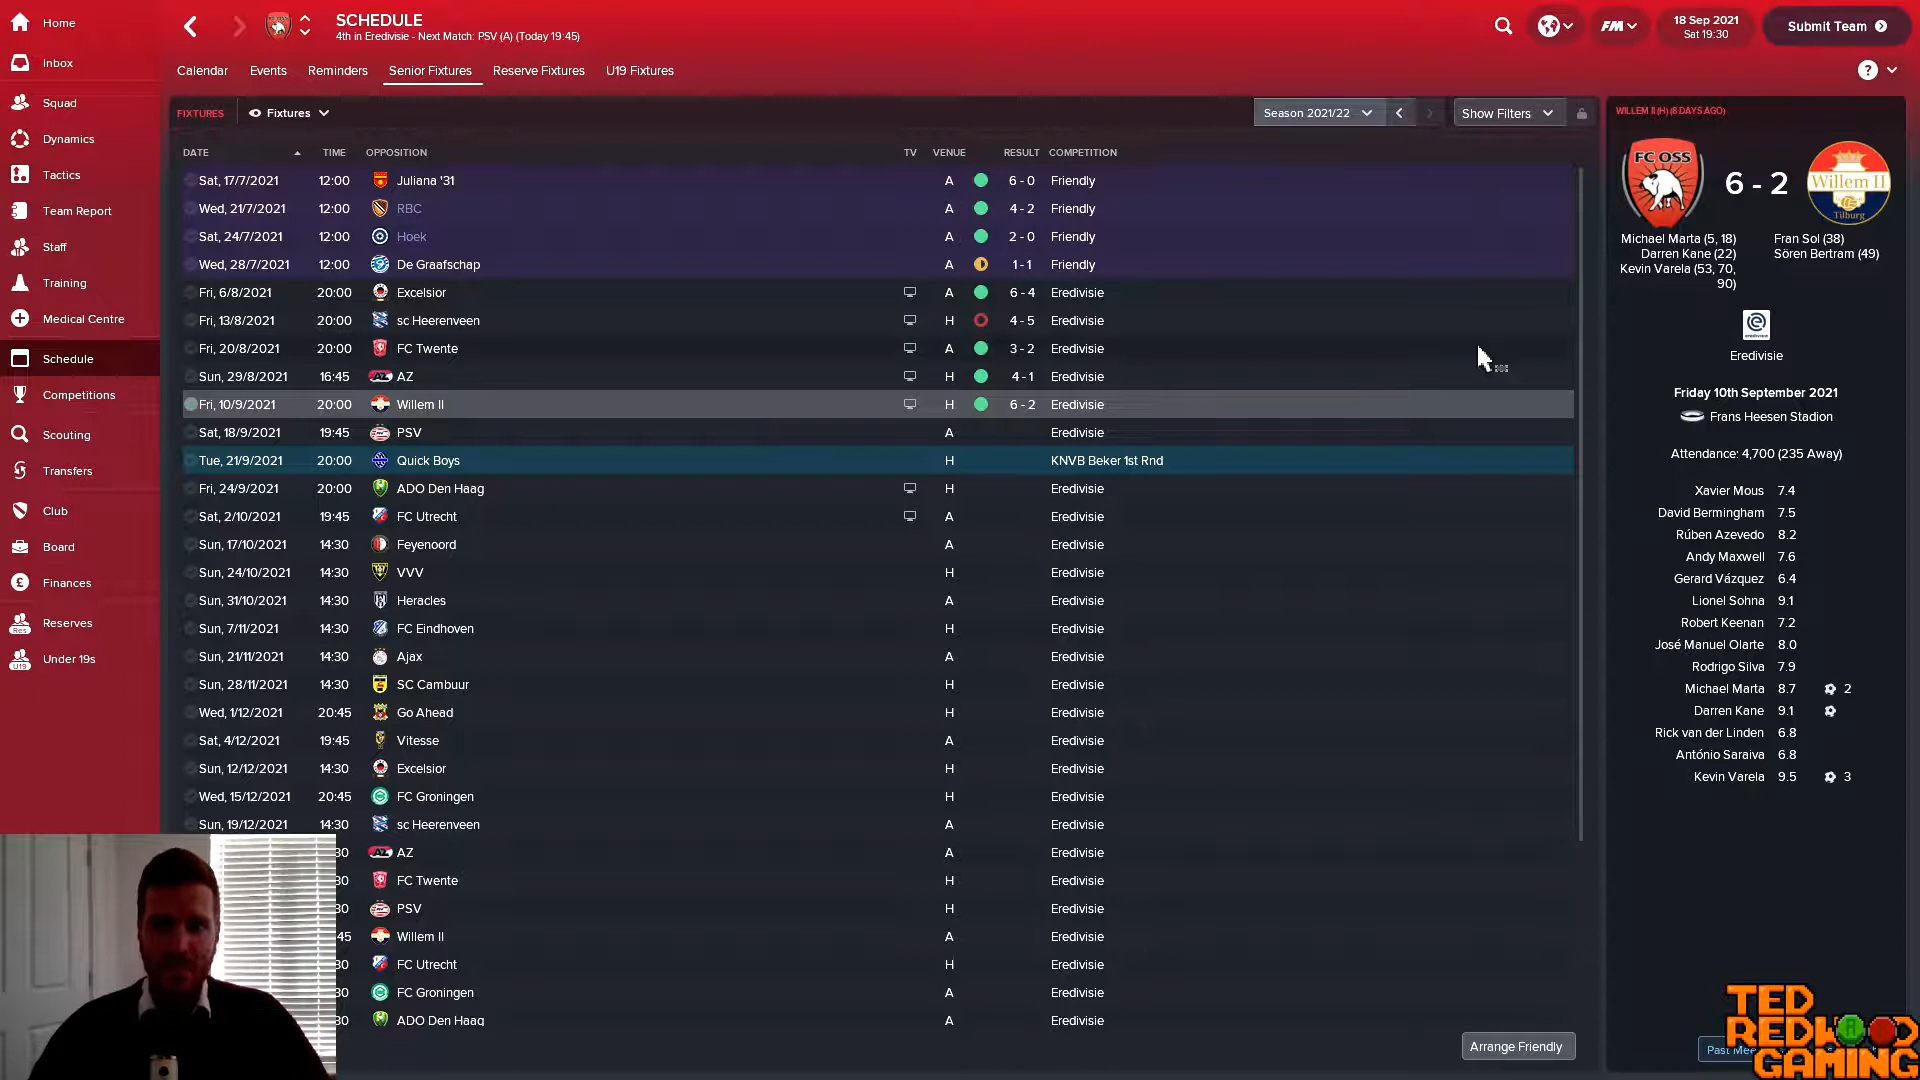 Home
Inbox
Squad
Dynamics
Tactics
Team Report
Staff
Training
Medical Centre
Schedule
Competitions
Scouting
Transfers
Club
Board
Finances
Res
Reserves
U19
Under 19s
SCHEDULE
4th in Eredivisie - Next Match: PSV (A) (Today 19:45)
FM
18 Sep 2021
Sat 19:30
Submit Team
Calendar Events Reminders Senior Fixtures Reserve Fixtures U19 Fixtures
?
FIXTURES Fixtures Season 2021/22 Show Filters
DATE TIME OPPOSITION TV VENUE RESULT COMPETITION
Sat, 17/7/2021 12:00 Juliana '31 A 6 - 0 Friendly
Wed, 21/7/2021 12:00 RBC A 4 - 2 Friendly
Sat, 24/7/2021 12:00 Hoek A 2 - 0 Friendly
Wed, 28/7/2021 12:00 De Graafschap A 1 - 1 Friendly
Fri, 6/8/2021 20:00 Excelsior A 6 - 4 Eredivisie
Fri, 13/8/2021 20:00 sc Heerenveen H 4 - 5 Eredivisie
Fri, 20/8/2021 20:00 FC Twente A 3 - 2 Eredivisie
Sun, 29/8/2021 16:45 AZ H 4 - 1 Eredivisie
Fri, 10/9/2021 20:00 Willem II H 6 - 2 Eredivisie
Sat, 18/9/2021 19:45 PSV A Eredivisie
Tue, 21/9/2021 20:00 Quick Boys H KNVB Beker 1st Rnd
Fri, 24/9/2021 20:00 ADO Den Haag H Eredivisie
Sat, 2/10/2021 19:45 FC Utrecht A Eredivisie
Sun, 17/10/2021 14:30 Feyenoord A Eredivisie
Sun, 24/10/2021 14:30 VVV H Eredivisie
Sun, 31/10/2021 14:30 Heracles A Eredivisie
Sun, 7/11/2021 14:30 FC Eindhoven H Eredivisie
Sun, 21/11/2021 14:30 Ajax A Eredivisie
Sun, 28/11/2021 14:30 SC Cambuur H Eredivisie
Wed, 1/12/2021 20:45 Go Ahead H Eredivisie
Sat, 4/12/2021 19:45 Vitesse A Eredivisie
Sun, 12/12/2021 14:30 Excelsior H Eredivisie
Wed, 15/12/2021 20:45 FC Groningen H Eredivisie
Sun, 19/12/2021 14:30 sc Heerenveen A Eredivisie
30 AZ A Eredivisie
30 FC Twente H Eredivisie
30 PSV H Eredivisie
45 Willem II A Eredivisie
30 FC Utrecht H Eredivisie
30 FC Groningen A Eredivisie
30 ADO Den Haag A Eredivisie
Arrange Friendly
WILLEM II (H) (8 DAYS AGO)
FC OSS
6 - 2
Willem II
Tilburg
Michael Marta (5, 18) Fran Sol (38)
Darren Kane (22) Sören Bertram (49)
Kevin Varela (53, 70,
90)
eredivisie
Eredivisie
Friday 10th September 2021
Frans Heesen Stadion
Attendance: 4,700 (235 Away)
Xavier Mous 7.4
David Bermingham 7.5
Rúben Azevedo 8.2
Andy Maxwell 7.6
Gerard Vázquez 6.4
Lionel Sohna 9.1
Robert Keenan 7.2
José Manuel Olarte 8.0
Rodrigo Silva 7.9
Michael Marta 8.7 2
Darren Kane 9.1
Rick van der Linden 6.8
António Saraiva 6.8
Kevin Varela 9.5 3
Past Mee
TED
REDWOOD
GAMING